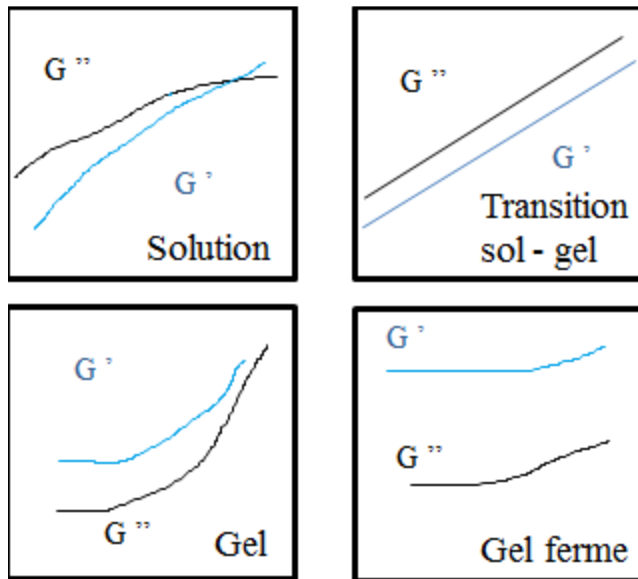 G ”
G ’
Solution
G ”
G ’
Transition
sol - gel
G ’
G ”
Gel
G ’
G ”
Gel ferme